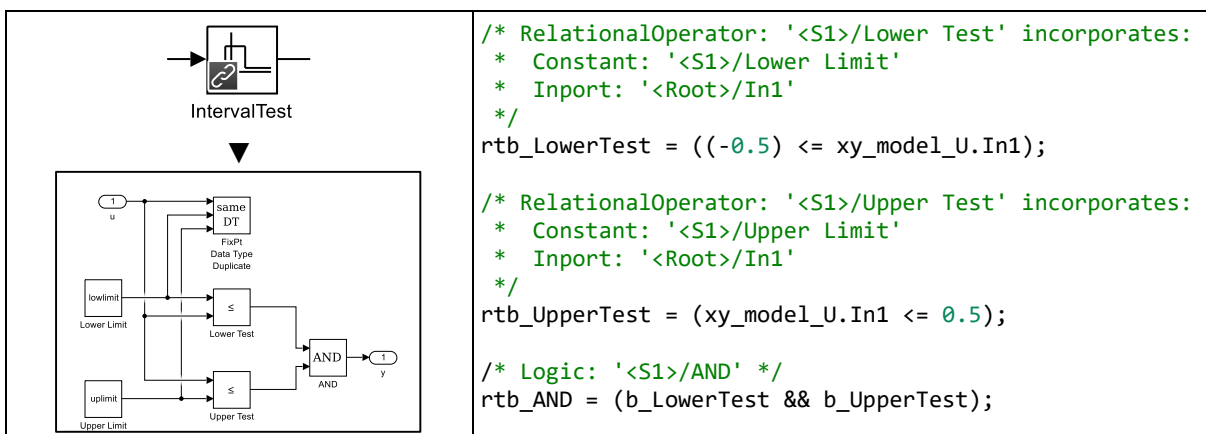 IntervalTest
1
u
same
DT
FixPt
Data Type
Duplicate
lowlimit
Lower Limit
≤
Lower Test
AND
AND
1
y
uplimit
Upper Limit
≤
Upper Test
/* RelationalOperator: '<S1>/Lower Test' incorporates:
 *  Constant: '<S1>/Lower Limit'
 *  Inport: '<Root>/In1'
 */
rtb_LowerTest = ((-0.5) <= xy_model_U.In1);
/* RelationalOperator: '<S1>/Upper Test' incorporates:
 *  Constant: '<S1>/Upper Limit'
 *  Inport: '<Root>/In1'
 */
rtb_UpperTest = (xy_model_U.In1 <= 0.5);
/* Logic: '<S1>/AND' */
rtb_AND = (b_LowerTest && b_UpperTest);